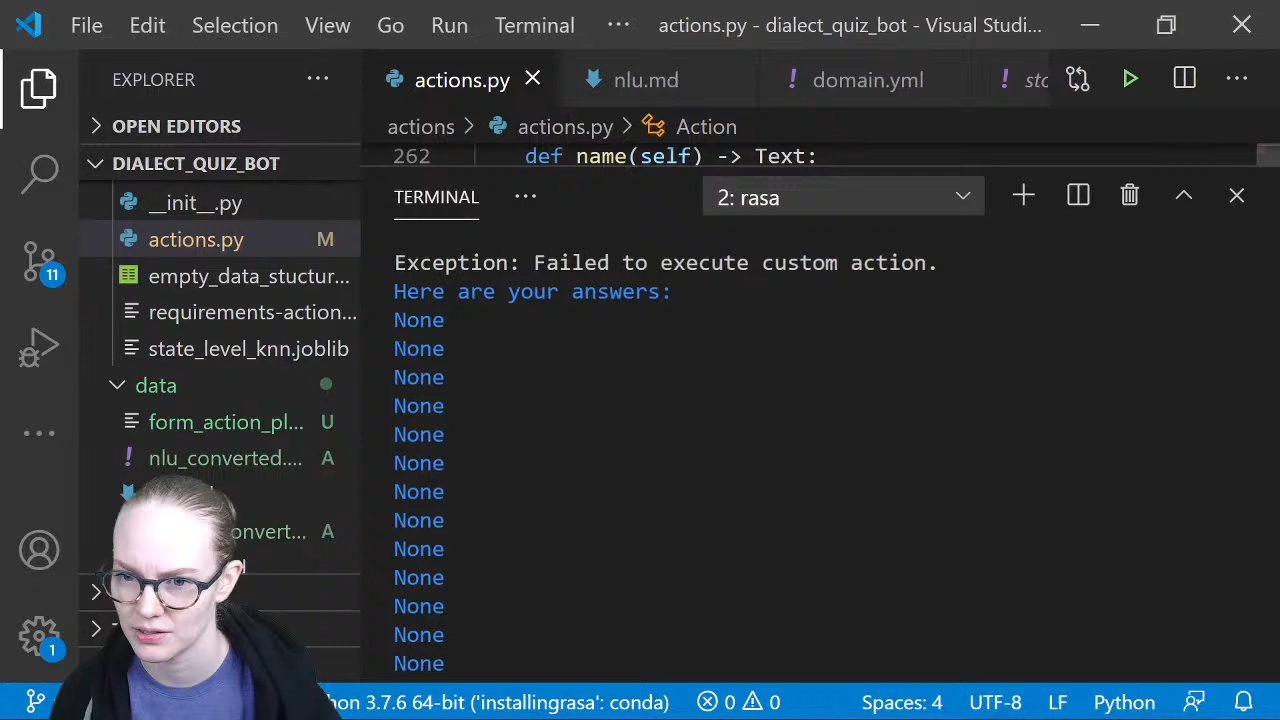 File Edit Selection View Go Run Terminal ··· actions.py - dialect_quiz_bot - Visual Studi...
EXPLORER ···
actions.py nlu.md domain.yml sto
OPEN EDITORS
actions > actions.py > Action
DIALECT_QUIZ_BOT
262 def name(self) -> Text:
__init__.py
TERMINAL ··· 2: rasa
actions.py M
empty_data_stuctur...
requirements-action...
state_level_knn.joblib
data
form_action_pl... U
nlu_converted.... A
onvert... A
11
1
Exception: Failed to execute custom action.
Here are your answers:
None
None
None
None
None
None
None
None
None
None
None
None
None
hon 3.7.6 64-bit ('installingrasa': conda) 0 0 Spaces: 4 UTF-8 LF Python